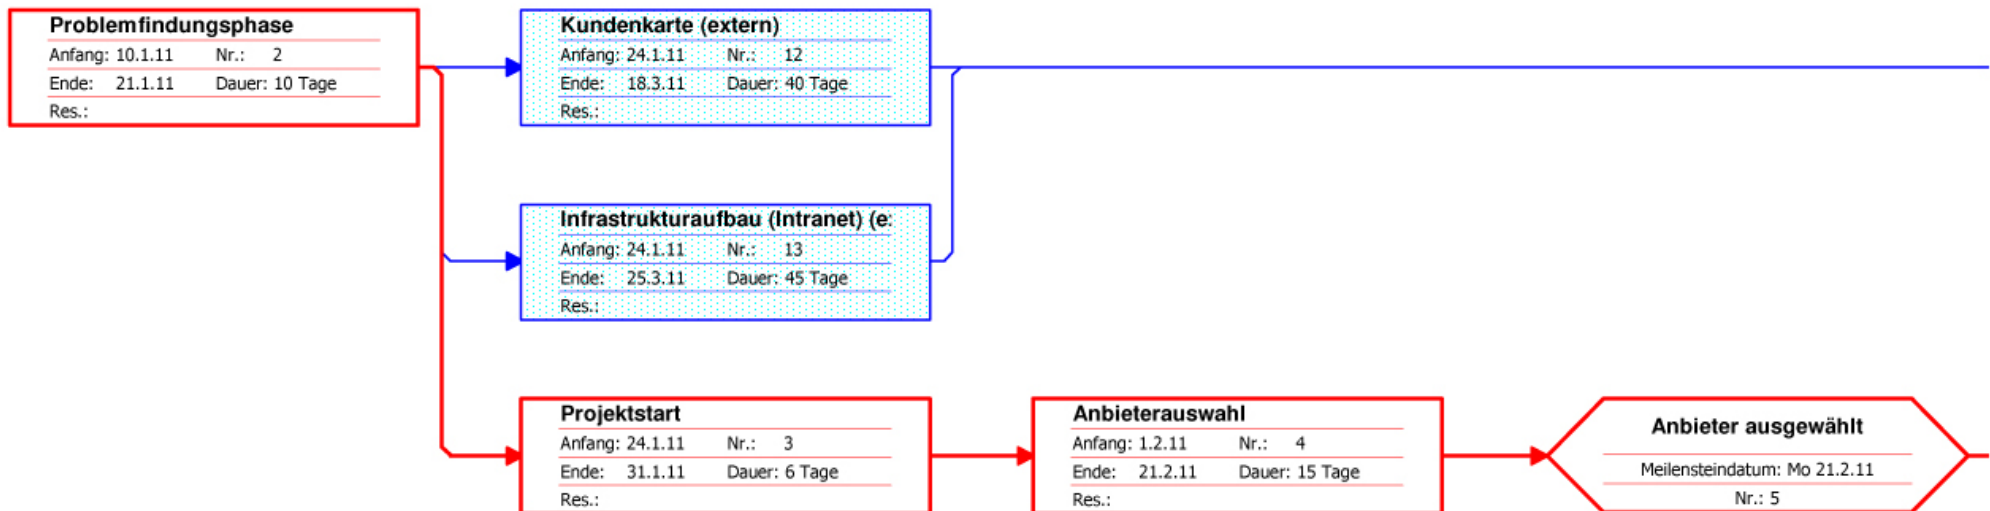 Problemfindungsphase
Anfang: 10.1.11 Nr.: 2
Ende: 21.1.11 Dauer: 10 Tage
Res.:
Kundenkarte (extern)
Anfang: 24.1.11 Nr.: 12
Ende: 18.3.11 Dauer: 40 Tage
Res.:
Infrastrukturaufbau (Intranet) (e:
Anfang: 24.1.11 Nr.: 13
Ende: 25.3.11 Dauer: 45 Tage
Res.:
Projektstart
Anfang: 24.1.11 Nr.: 3
Ende: 31.1.11 Dauer: 6 Tage
Res.:
Anbieterauswahl
Anfang: 1.2.11 Nr.: 4
Ende: 21.2.11 Dauer: 15 Tage
Res.:
Anbieter ausgewählt
Meilensteindatum: Mo 21.2.11
Nr.: 5